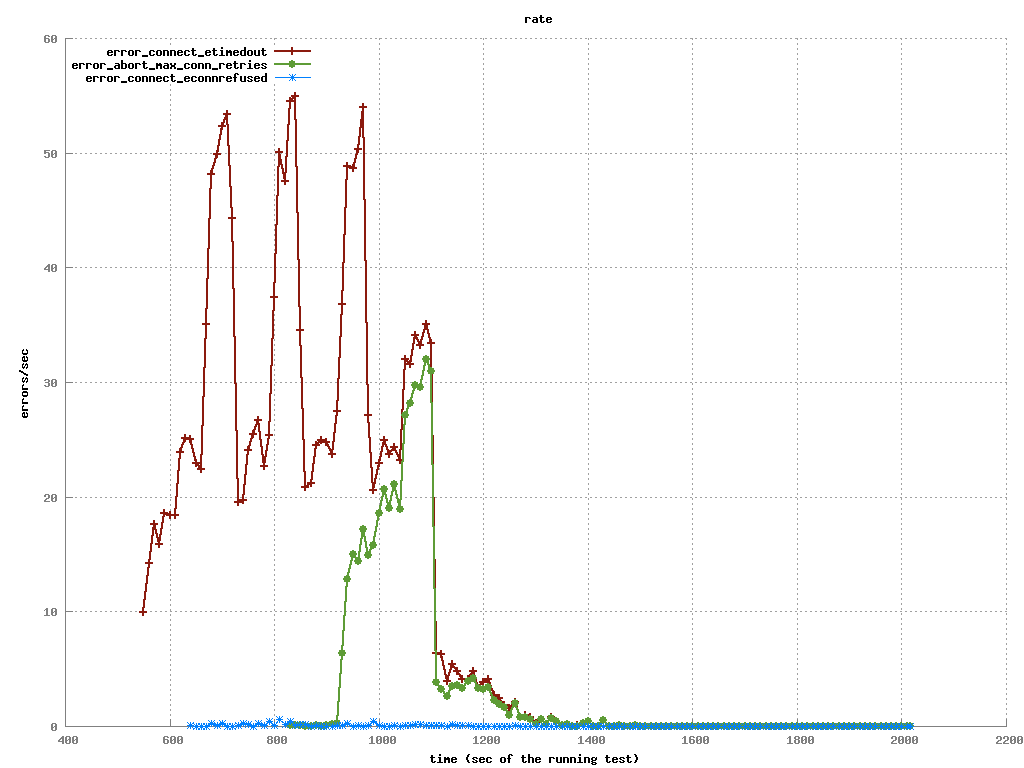 rate
60
error_connect_etimedout
error_abort_max_conn_retries
error_connect_econnrefused
50
40
errors/sec
30
20
10
0
400 600 800 1000 1200 1400 1600 1800 2000 2200
time (sec of the running test)